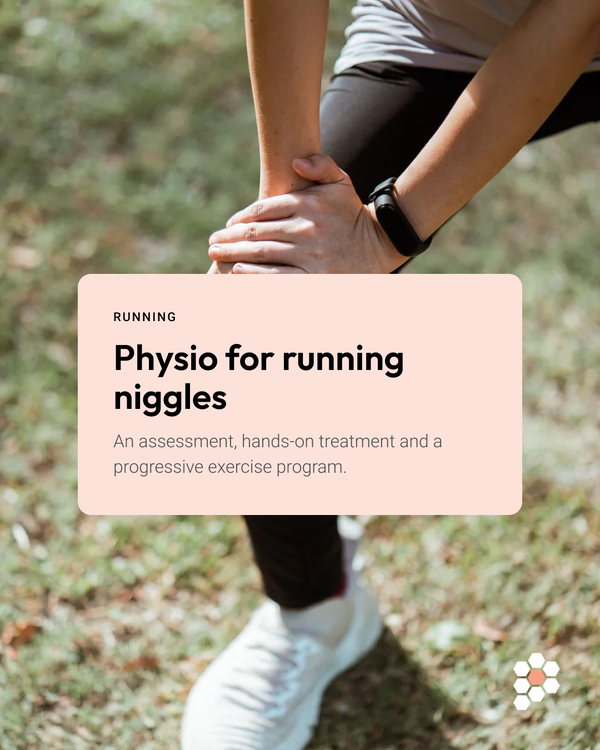 RUNNING
Physio for running
niggles
An assessment, hands-on treatment and a
progressive exercise program.